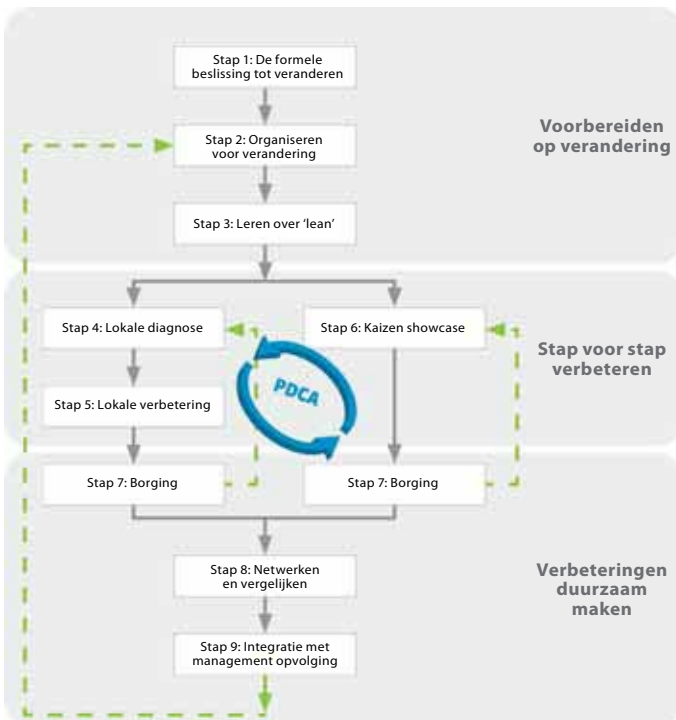 Stap 1: De formele
beslissing tot veranderen
Stap 2: Organiseren
voor verandering
Voorbereiden
op verandering
Stap 3: Leren over ‘lean’
Stap 4: Lokale diagnose
Stap 6: Kaizen showcase
Stap voor stap
verbeteren
PDCA
Stap 5: Lokale verbetering
Stap 7: Borging
Stap 7: Borging
Stap 8: Netwerken
en vergelijken
Verbeteringen
duurzaam
maken
Stap 9: Integratie met
management opvolging